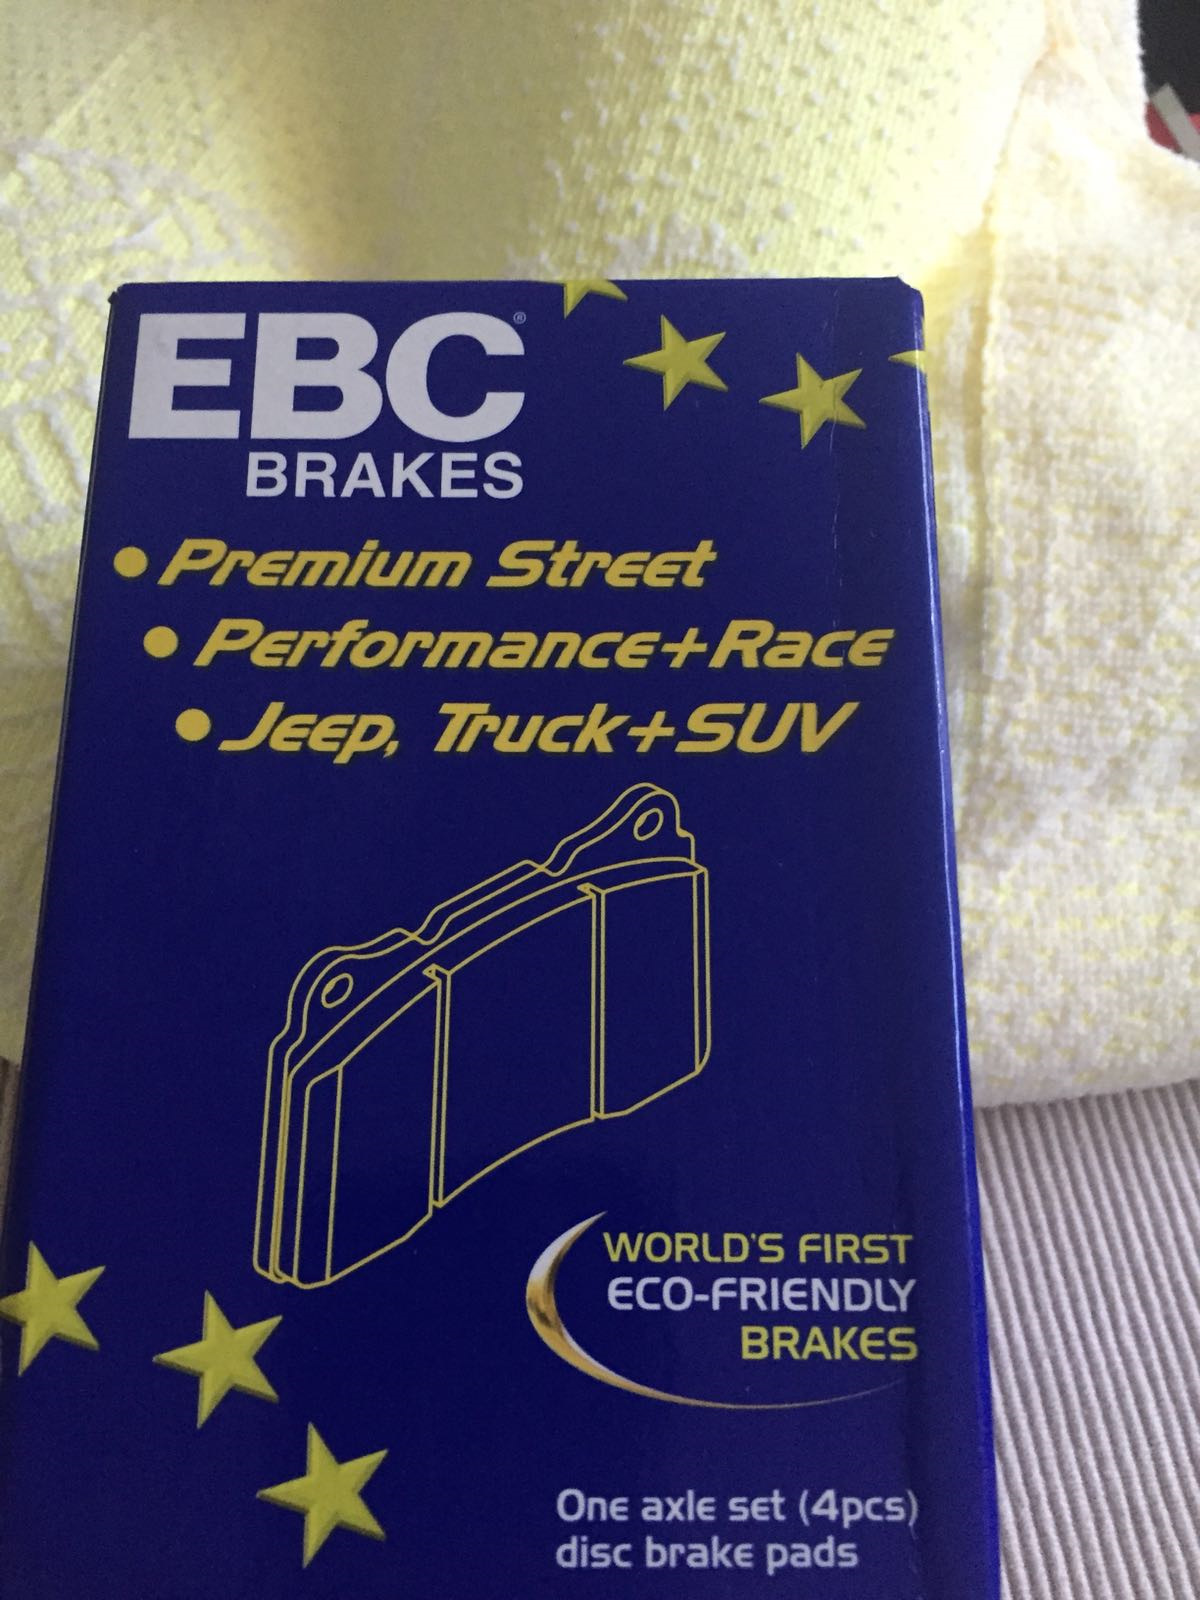 EBC®
BRAKES
• Premium Street
• Performance+Race
• Jeep, Truck+SUV
WORLD'S FIRST
ECO-FRIENDLY
BRAKES
One axle set (4pcs)
disc brake pads